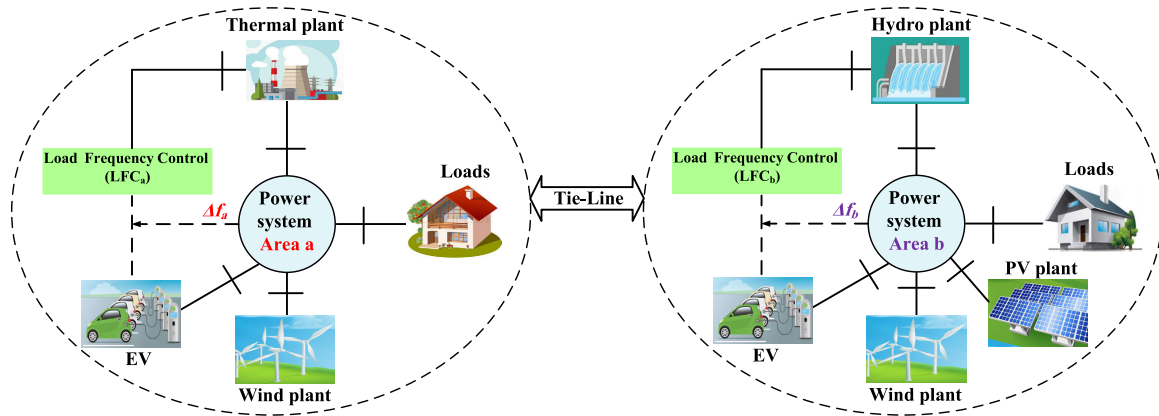 Thermal plant
Load Frequency Control
(LFCa)
Δfa
Power
system
Area a
Loads
EV
Wind plant
Tie-Line
Hydro plant
Load Frequency Control
(LFCb)
Δfb
Power
system
Area b
Loads
PV plant
EV
Wind plant